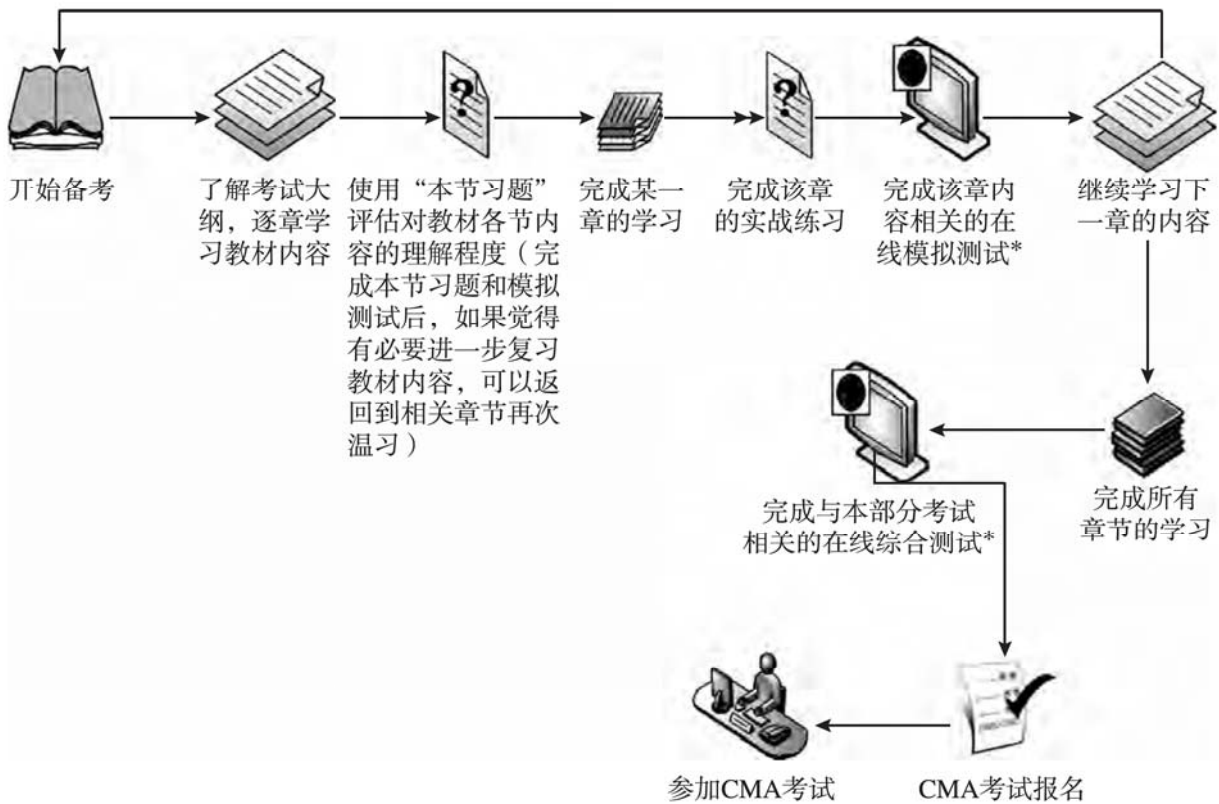 开始备考
了解考试大
纲，逐章学
习教材内容
使用“本节习题”
评估对教材各节内
容的理解程度（完
成本节习题和模拟
测试后，如果觉得
有必要进一步复习
教材内容，可以返
回到相关章节再次
温习）
完成某一
章的学习
完成该章
的实战练习
完成该章内
容相关的在
线模拟测试*
继续学习下
一章的内容
完成所有
章节的学习
完成与本部分考试
相关的在线综合测试*
CMA考试报名
参加CMA考试